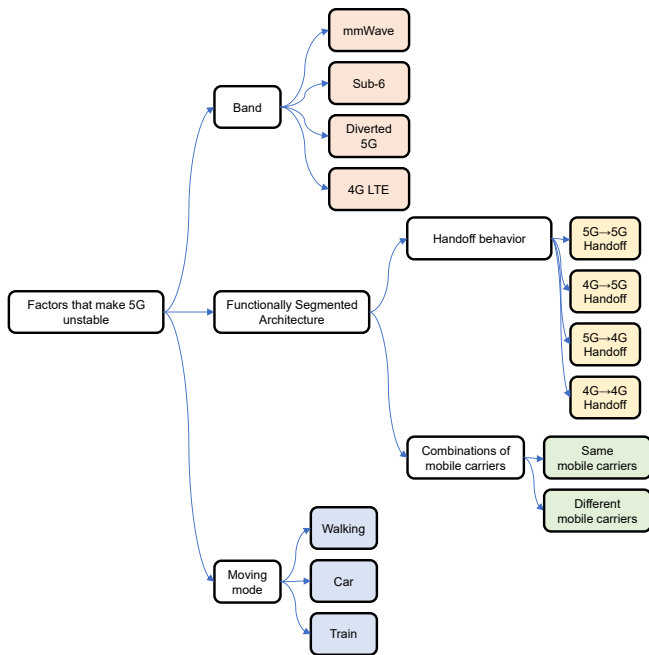 mmWave
Sub-6
Band
Diverted
5G
4G LTE
Handoff behavior
5G→5G
Handoff
4G→5G
Handoff
Factors that make 5G
unstable
Functionally Segmented
Architecture
5G→4G
Handoff
4G→4G
Handoff
Combinations of
mobile carriers
Same
mobile carriers
Different
mobile carriers
Walking
Moving
mode
Car
Train